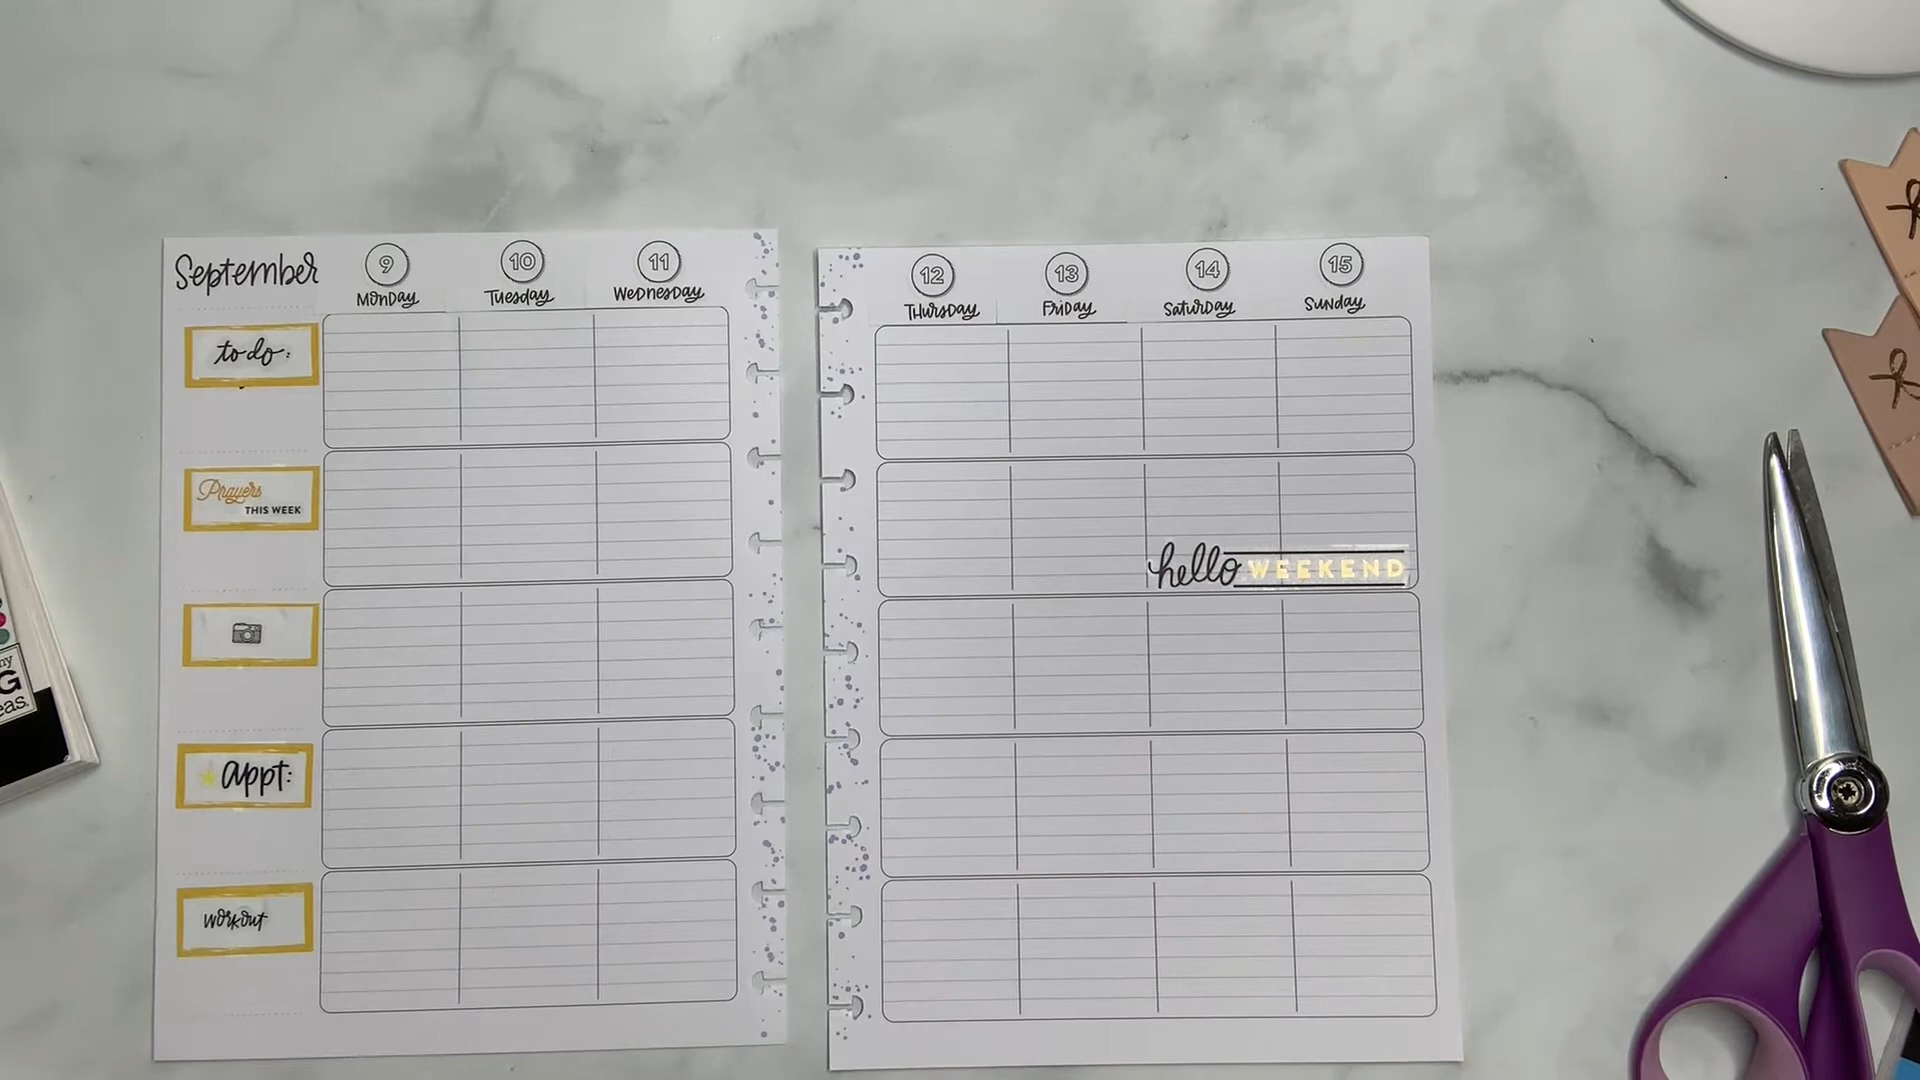 September
9 10 11
Monday Tuesday Wednesday
12 13 14 15
Thursday Friday Saturday Sunday
to do:
Prayers
THIS WEEK
appt:
workout
hello WEEKEND
G
eas.